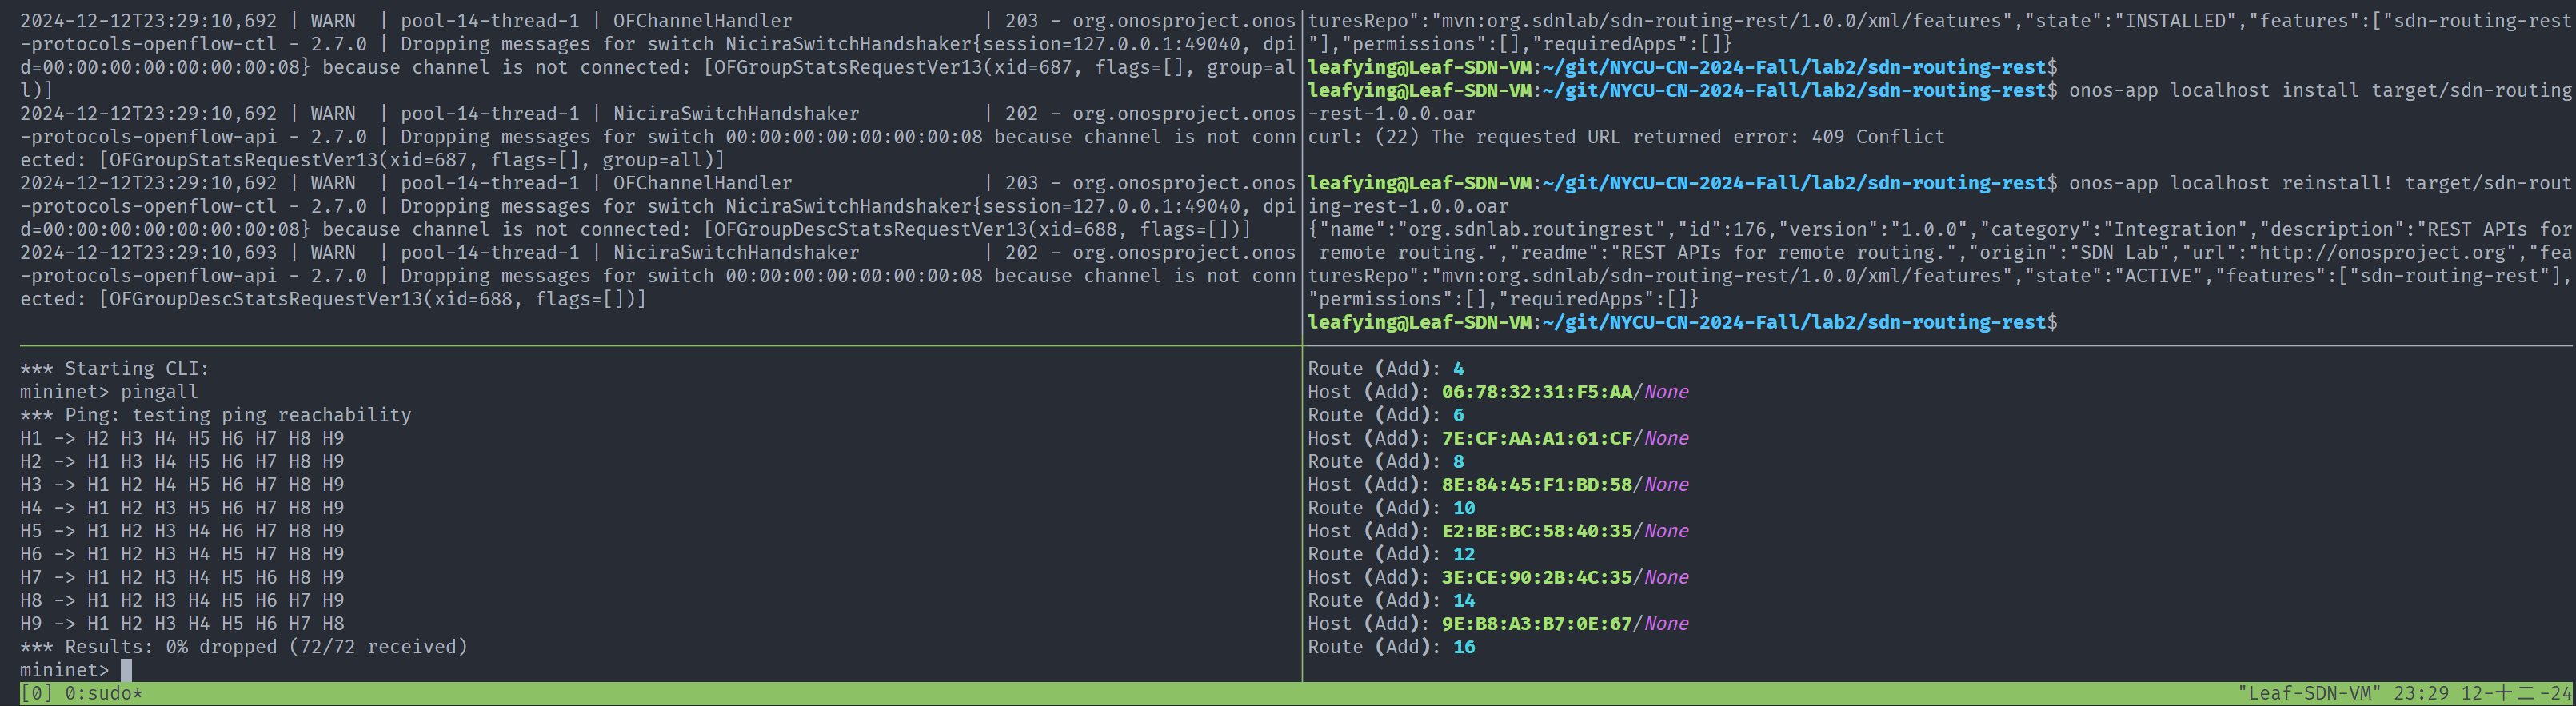 2024-12-12T23:29:10,692 | WARN  | pool-14-thread-1 | OFChannelHandler                 | 203 - org.onosproject.onos
-protocols-openflow-ctl - 2.7.0 | Dropping messages for switch NiciraSwitchHandshaker{session=127.0.0.1:49040, dpi
d=00:00:00:00:00:00:00:08} because channel is not connected: [OFGroupStatsRequestVer13(xid=687, flags=[], group=al
l)]
2024-12-12T23:29:10,692 | WARN  | pool-14-thread-1 | NiciraSwitchHandshaker           | 202 - org.onosproject.onos
-protocols-openflow-api - 2.7.0 | Dropping messages for switch 00:00:00:00:00:00:00:08 because channel is not conn
ected: [OFGroupStatsRequestVer13(xid=687, flags=[], group=all)]
2024-12-12T23:29:10,692 | WARN  | pool-14-thread-1 | OFChannelHandler                 | 203 - org.onosproject.onos
-protocols-openflow-ctl - 2.7.0 | Dropping messages for switch NiciraSwitchHandshaker{session=127.0.0.1:49040, dpi
d=00:00:00:00:00:00:00:08} because channel is not connected: [OFGroupDescStatsRequestVer13(xid=688, flags=[])]
2024-12-12T23:29:10,693 | WARN  | pool-14-thread-1 | NiciraSwitchHandshaker           | 202 - org.onosproject.onos
-protocols-openflow-api - 2.7.0 | Dropping messages for switch 00:00:00:00:00:00:00:08 because channel is not conn
ected: [OFGroupDescStatsRequestVer13(xid=688, flags=[])]
turesRepo":"mvn:org.sdnlab/sdn-routing-rest/1.0.0/xml/features","state":"INSTALLED","features":["sdn-routing-rest
"],"permissions":[],"requiredApps":[]}
leafying@Leaf-SDN-VM:~/git/NYCU-CN-2024-Fall/lab2/sdn-routing-rest$
leafying@Leaf-SDN-VM:~/git/NYCU-CN-2024-Fall/lab2/sdn-routing-rest$ onos-app localhost install target/sdn-routing
-rest-1.0.0.oar
curl: (22) The requested URL returned error: 409 Conflict
leafying@Leaf-SDN-VM:~/git/NYCU-CN-2024-Fall/lab2/sdn-routing-rest$ onos-app localhost reinstall! target/sdn-rout
ing-rest-1.0.0.oar
{"name":"org.sdnlab.routingrest","id":176,"version":"1.0.0","category":"Integration","description":"REST APIs for
 remote routing.","readme":"REST APIs for remote routing.","origin":"SDN Lab","url":"http://onosproject.org","fea
turesRepo":"mvn:org.sdnlab/sdn-routing-rest/1.0.0/xml/features","state":"ACTIVE","features":["sdn-routing-rest"],
"permissions":[],"requiredApps":[]}
leafying@Leaf-SDN-VM:~/git/NYCU-CN-2024-Fall/lab2/sdn-routing-rest$
*** Starting CLI:
mininet> pingall
*** Ping: testing ping reachability
H1 -> H2 H3 H4 H5 H6 H7 H8 H9
H2 -> H1 H3 H4 H5 H6 H7 H8 H9
H3 -> H1 H2 H4 H5 H6 H7 H8 H9
H4 -> H1 H2 H3 H5 H6 H7 H8 H9
H5 -> H1 H2 H3 H4 H6 H7 H8 H9
H6 -> H1 H2 H3 H4 H5 H7 H8 H9
H7 -> H1 H2 H3 H4 H5 H6 H8 H9
H8 -> H1 H2 H3 H4 H5 H6 H7 H9
H9 -> H1 H2 H3 H4 H5 H6 H7 H8
*** Results: 0% dropped (72/72 received)
mininet>
Route (Add): 4
Host (Add): 06:78:32:31:F5:AA/None
Route (Add): 6
Host (Add): 7E:CF:AA:A1:61:CF/None
Route (Add): 8
Host (Add): 8E:84:45:F1:BD:58/None
Route (Add): 10
Host (Add): E2:BE:BC:58:40:35/None
Route (Add): 12
Host (Add): 3E:CE:90:2B:4C:35/None
Route (Add): 14
Host (Add): 9E:B8:A3:B7:0E:67/None
Route (Add): 16
[0] 0:sudo*
"Leaf-SDN-VM" 23:29 12-十二-24